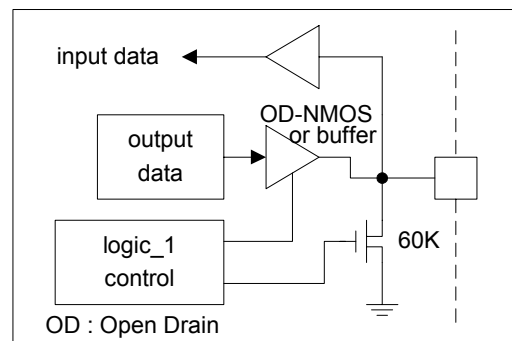 input data
OD-NMOS
or buffer
output
data
60K
logic_1
control
OD : Open Drain